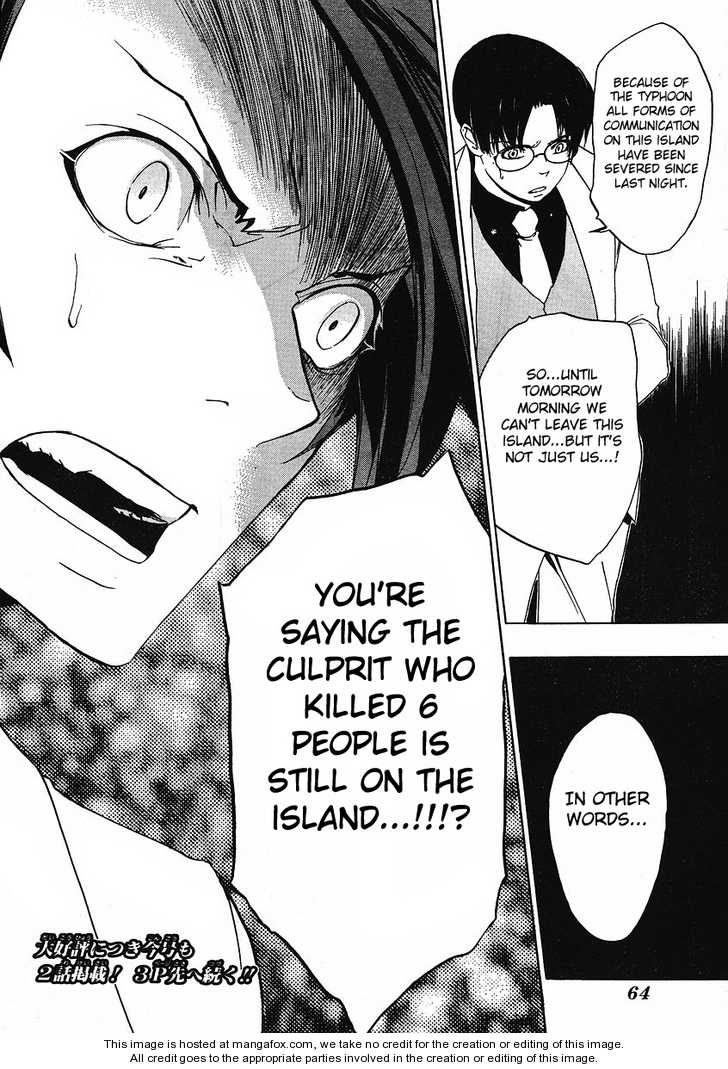 BECAUSE OF
THE TYPHOON
ALL FORMS OF
COMMUNICATION
ON THIS ISLAND
HAVE BEEN
SEVERED SINCE
LAST NIGHT.
SO...UNTIL
TOMORROW
MORNING WE
CAN'T LEAVE THIS
ISLAND...BUT IT'S
NOT JUST US...!
IN OTHER
WORDS...
YOU'RE
SAYING THE
CULPRIT WHO
KILLED 6
PEOPLE IS
STILL ON THE
ISLAND...!!!?
大好評につき今号も
2話掲載! 3P先へ続く!!
64
This image is hosted at mangafox.com, we take no credit for the creation or editing of this image.
All credit goes to the appropriate parties involved in the creation or editing of this image.